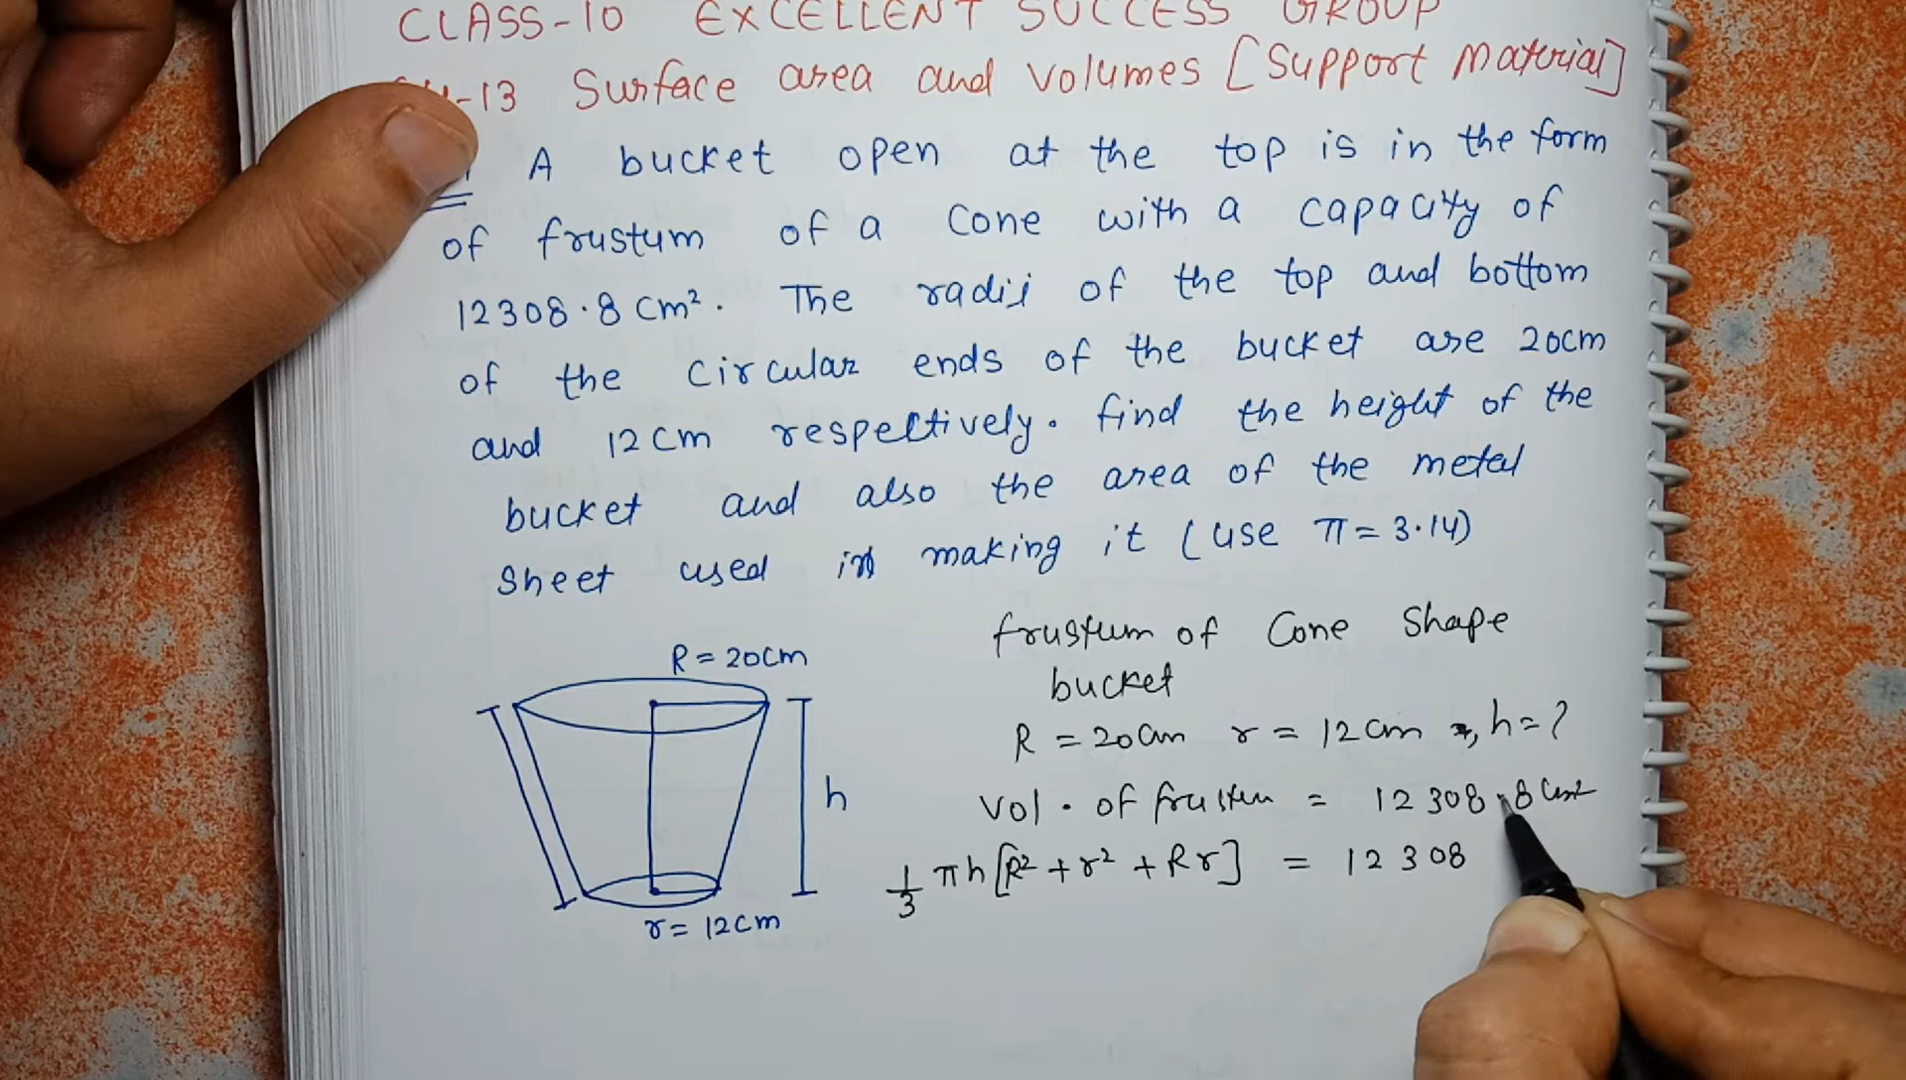 CLASS-10 EXCELLENT SUCCESS GROUP
-13 Surface area and volumes [Support Material]
A bucket open at the top is in the form
of frustum of a Cone with a capacity of
12308.8 cm². The radii of the top and bottom
of the circular ends of the bucket are 20cm
and 12cm respectively. find the height of the
bucket and also the area of the metal
Sheet used in making it (use π = 3.14)
frustum of Cone Shape
bucket
R = 20cm r = 12cm, h = ?
vol. of frustum = 12308.8 cm²
1/3 πh[R² + r² + Rr] = 12308
R = 20cm
h
r = 12cm